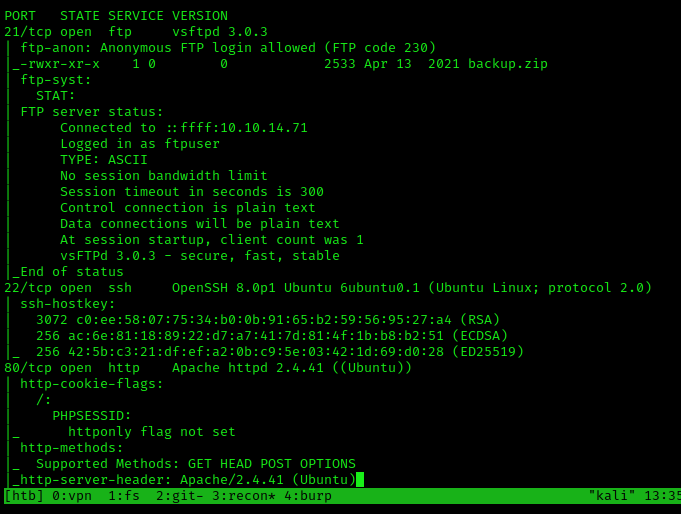 PORT   STATE SERVICE VERSION
21/tcp open  ftp     vsftpd 3.0.3
| ftp-anon: Anonymous FTP login allowed (FTP code 230)
|_-rwxr-xr-x    1 0        0            2533 Apr 13  2021 backup.zip
| ftp-syst:
|   STAT:
| FTP server status:
|      Connected to ::ffff:10.10.14.71
|      Logged in as ftpuser
|      TYPE: ASCII
|      No session bandwidth limit
|      Session timeout in seconds is 300
|      Control connection is plain text
|      Data connections will be plain text
|      At session startup, client count was 1
|      vsFTPd 3.0.3 - secure, fast, stable
|_End of status
22/tcp open  ssh     OpenSSH 8.0p1 Ubuntu 6ubuntu0.1 (Ubuntu Linux; protocol 2.0)
| ssh-hostkey:
|   3072 c0:ee:58:07:75:34:b0:0b:91:65:b2:59:56:95:27:a4 (RSA)
|   256 ac:6e:81:18:89:22:d7:a7:41:7d:81:4f:1b:b8:b2:51 (ECDSA)
|_  256 42:5b:c3:21:df:ef:a2:0b:c9:5e:03:42:1d:69:d0:28 (ED25519)
80/tcp open  http    Apache httpd 2.4.41 ((Ubuntu))
| http-cookie-flags:
|   /:
|     PHPSESSID:
|_      httponly flag not set
| http-methods:
|_  Supported Methods: GET HEAD POST OPTIONS
|_http-server-header: Apache/2.4.41 (Ubuntu)
[htb] 0:vpn  1:fs  2:git- 3:recon* 4:burp "kali" 13:35